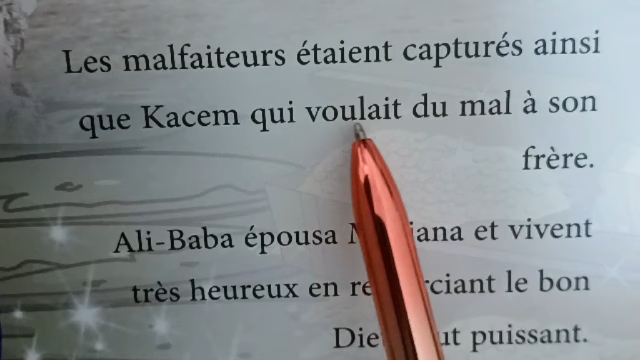 Les malfaiteurs étaient capturés ainsi
que Kacem qui voulait du mal à son
frère.
Ali-Baba épousa et vivent
très heureux en le bon
puissant.